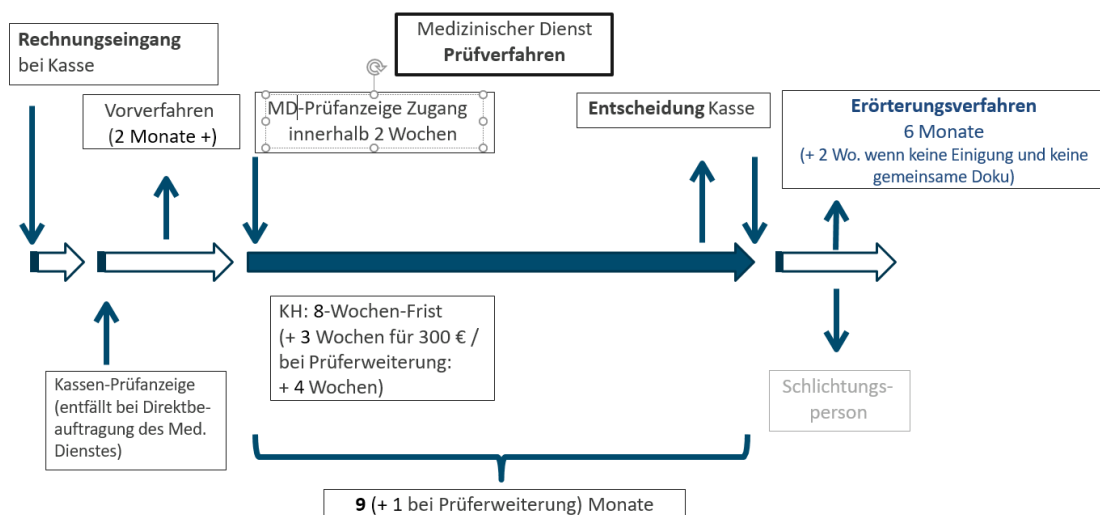 Medizinischer Dienst
Prüfverfahren
Rechnungseingang
bei Kasse
Vorverfahren
(2 Monate +)
MD-Prüfanzeige Zugang
innerhalb 2 Wochen
Entscheidung Kasse
Erörterungsverfahren
6 Monate
(+ 2 Wo. wenn keine Einigung und keine
gemeinsame Doku)
KH: 8-Wochen-Frist
(+ 3 Wochen für 300 € /
bei Prüferweiterung:
+ 4 Wochen)
Kassen-Prüfanzeige
(entfällt bei Direktbe-
auftragung des Med.
Dienstes)
Schlichtungs-
person
9 (+ 1 bei Prüferweiterung) Monate